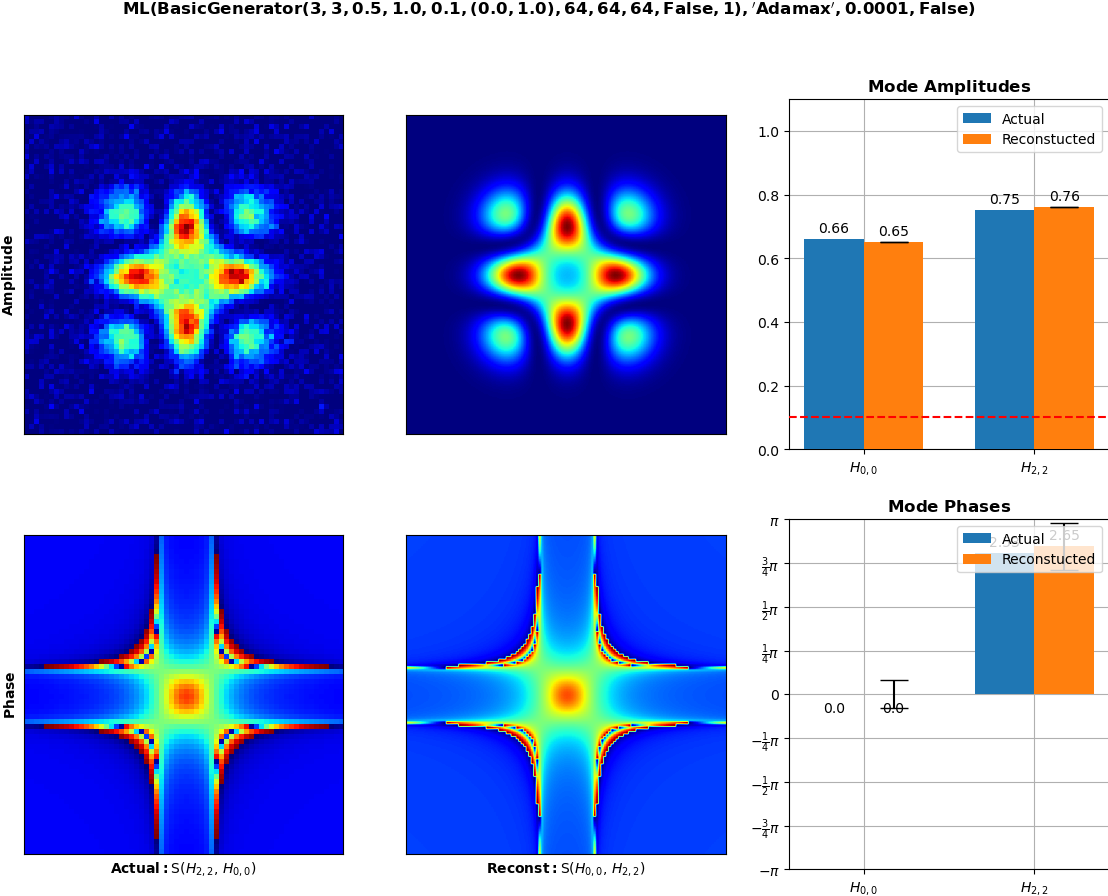 ML(BasicGenerator(3, 3, 0.5, 1.0, 0.1, (0.0, 1.0), 64, 64, 64, False, 1), ′Adamax′, 0.0001, False)
Mode Amplitudes
Amplitude
1.0
0.8
0.6
0.4
0.2
0.0
Actual
Reconstucted
0.66
0.65
0.75
0.76
H0,0
H2,2
Mode Phases
Phase
π
3/4π
1/2π
1/4π
0
−1/4π
−1/2π
−3/4π
−π
Actual
Reconstucted
2.65
0.0
0.0
H0,0
H2,2
Actual: S(H2,2, H0,0)
Reconst: S(H0,0, H2,2)